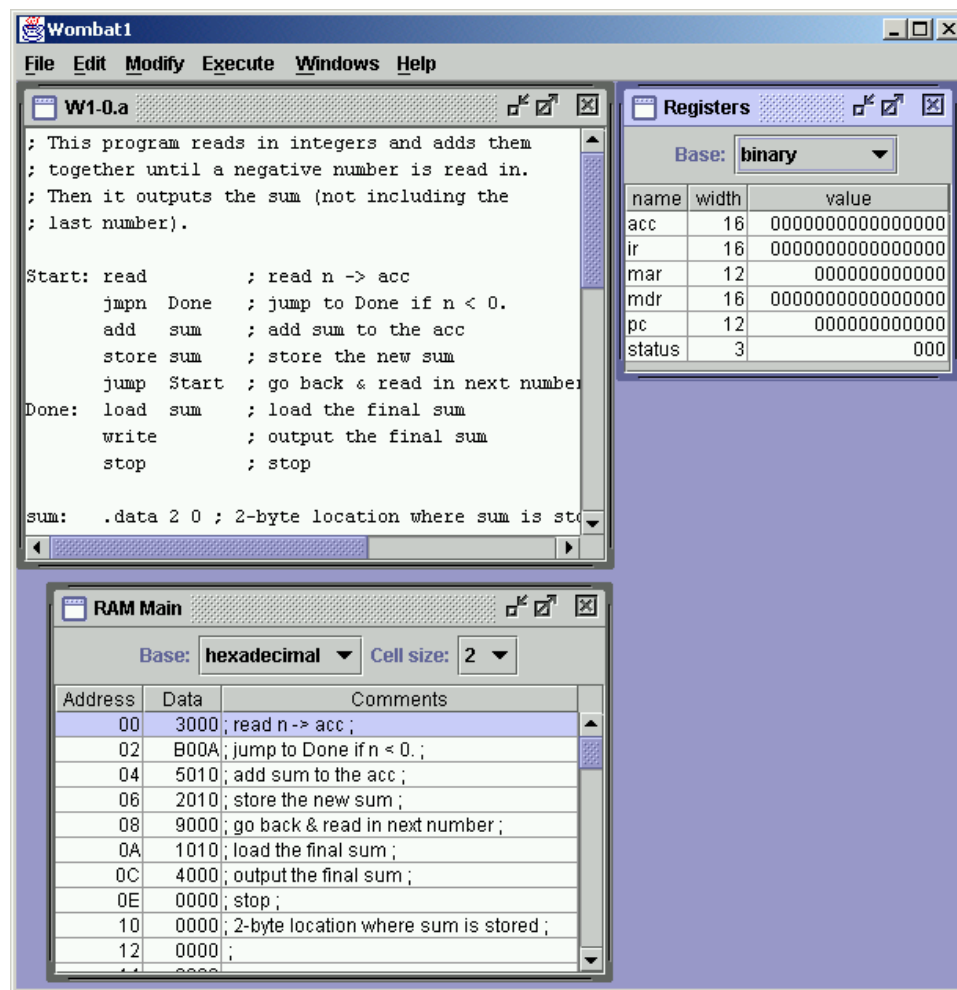 Wombat1
File Edit Modify Execute Windows Help
W1-0.a
; This program reads in integers and adds them
; together until a negative number is read in.
; Then it outputs the sum (not including the
; last number).
Start: read ; read n -> acc
jmpn Done ; jump to Done if n < 0.
add sum ; add sum to the acc
store sum ; store the new sum
jump Start ; go back & read in next number
Done: load sum ; load the final sum
write ; output the final sum
stop ; stop
sum: .data 2 0 ; 2-byte location where sum is sto
Registers
Base: binary
name width value
acc 16 0000000000000000
ir 16 0000000000000000
mar 12 000000000000
mdr 16 0000000000000000
pc 12 000000000000
status 3 000
RAM Main
Base: hexadecimal Cell size: 2
Address Data Comments
00 3000 ; read n -> acc ;
02 B00A ; jump to Done if n < 0. ;
04 5010 ; add sum to the acc ;
06 2010 ; store the new sum ;
08 9000 ; go back & read in next number ;
0A 1010 ; load the final sum ;
0C 4000 ; output the final sum ;
0E 0000 ; stop ;
10 0000 ; 2-byte location where sum is stored ;
12 0000 ;